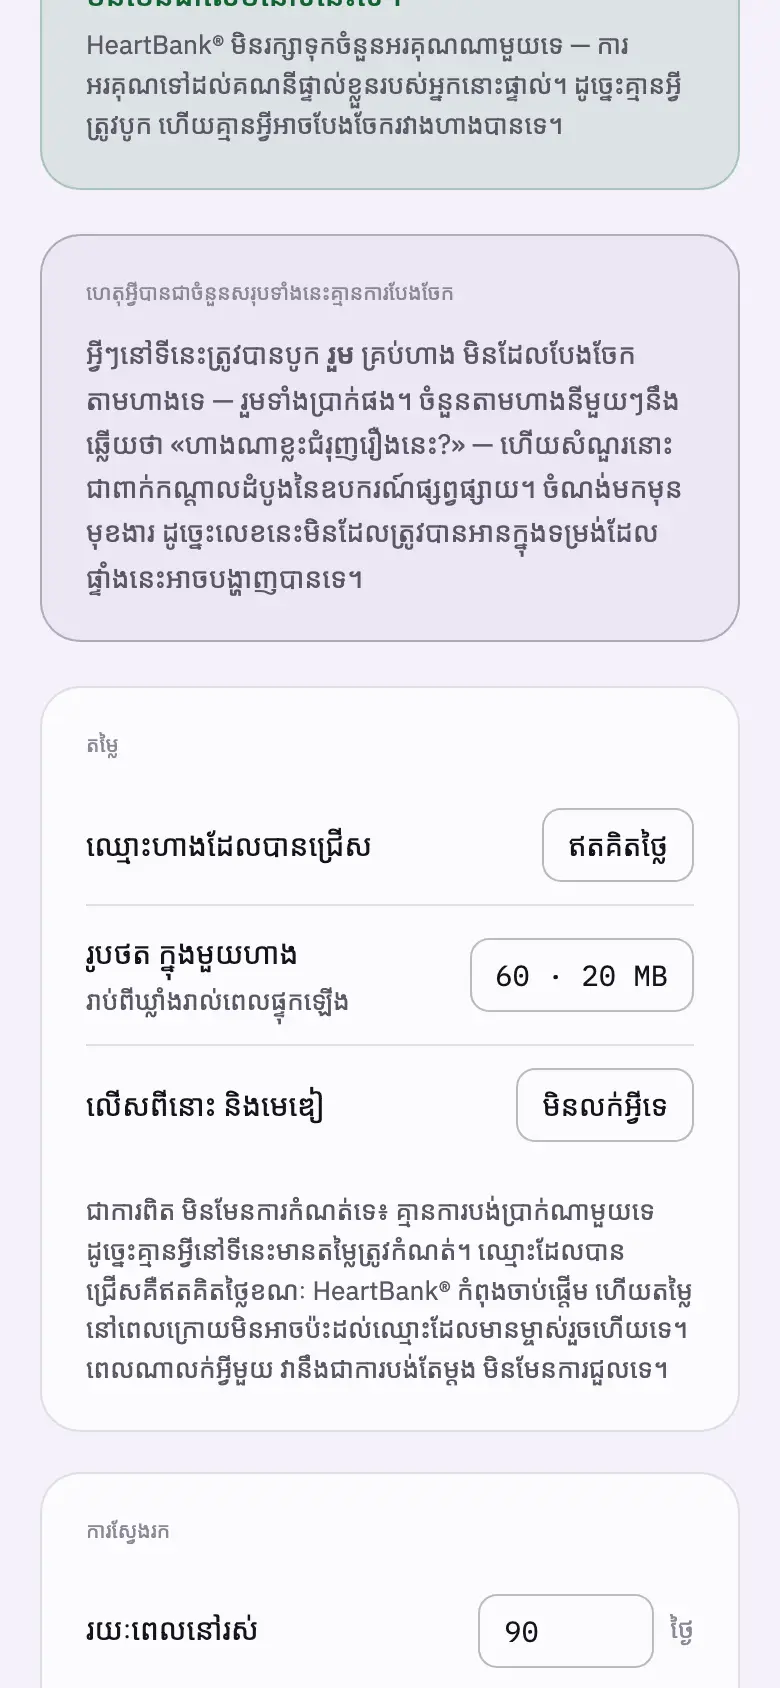 HeartBank® មិនរក្សាទុកចំនួនអរគុណណាមួយទេ — ការ
អរគុណទៅដល់គណនីផ្ទាល់ខ្លួនរបស់អ្នកនោះផ្ទាល់។ ដូច្នេះគ្មានអ្វី
ត្រូវបូក ហើយគ្មានអ្វីអាចបែងចែករវាងហាងបានទេ។
ហេតុអ្វីបានជាចំនួនសរុបទាំងនេះគ្មានការបែងចែក
អ្វីៗនៅទីនេះត្រូវបានបូក រួម គ្រប់ហាង មិនដែលបែងចែក
តាមហាងទេ — រួមទាំងប្រាក់ផង។ ចំនួនតាមហាងនីមួយៗនឹង
ឆ្លើយថា «ហាងណាខ្លះជំរុញរឿងនេះ?» — ហើយសំណួរនោះ
ជាពាក់កណ្តាលដំបូងនៃឧបករណ៍ផ្សព្វផ្សាយ។ ចំណង់មកមុន
មុខងារ ដូច្នេះលេខនេះមិនដែលត្រូវបានអានក្នុងទម្រង់ដែល
ផ្ទាំងនេះអាចបង្ហាញបានទេ។
តម្លៃ
ឈ្មោះហាងដែលបានជ្រើស
ឥតគិតថ្លៃ
រូបថត ក្នុងមួយហាង
60 · 20 MB
រាប់ពីឃ្លាំងរាល់ពេលផ្ទុកឡើង
លើសពីនោះ និងមេឌៀ
មិនលក់អ្វីទេ
ជាការពិត មិនមែនការកំណត់ទេ៖ គ្មានការបង់ប្រាក់ណាមួយទេ
ដូច្នេះគ្មានអ្វីនៅទីនេះមានតម្លៃត្រូវកំណត់។ ឈ្មោះដែលបាន
ជ្រើសគឺឥតគិតថ្លៃខណៈ HeartBank® កំពុងចាប់ផ្តើម ហើយតម្លៃ
នៅពេលក្រោយមិនអាចប៉ះដល់ឈ្មោះដែលមានម្ចាស់រួចហើយទេ។
ពេលណាលក់អ្វីមួយ វានឹងជាការបង់តែម្តង មិនមែនការជួលទេ។
ការស្វែងរក
រយៈពេលនៅរស់
90
ថ្ងៃ